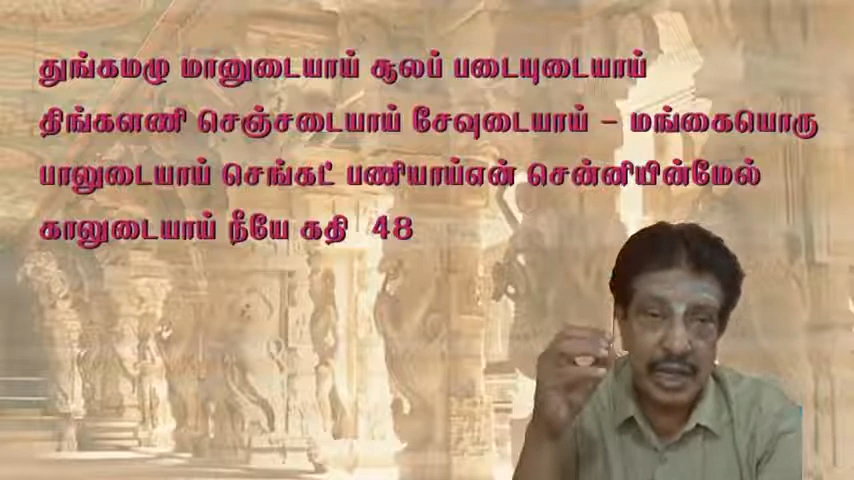 துங்கமழு மானுடையாய் சூலப் படையுடையாய்
திங்களணி செஞ்சடையாய் சேவுடையாய் - மங்கையொரு
பாலுடையாய் செங்கட் பணியாய்என் சென்னியின்மேல்
காலுடையாய் நீயே கதி 48